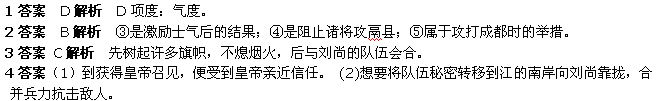 1 答案　D 解析　D 项度：气度。
2 答案　B 解析　③是激励士气后的结果；④是阻止诸将攻鬲县；⑤属于攻打成都时的举措。
3 答案　C 解析　先树起许多旗帜，不熄烟火，后与刘尚的队伍会合。
4 答案（1）到获得皇帝召见，便受到皇帝亲近信任。（2)想要将队伍秘密转移到江的南岸向刘尚靠拢，合
并兵力抗击敌人。